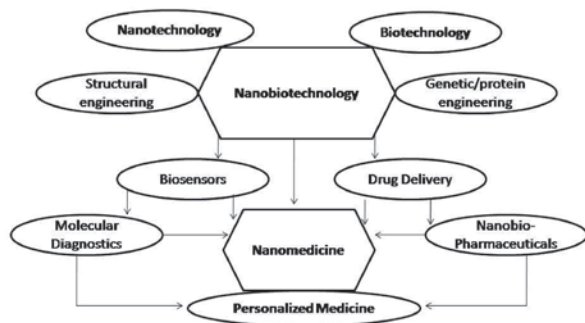 Nanotechnology
Biotechnology
Structural
engineering
Nanobiotechnology
Genetic/protein
engineering
Biosensors
Drug Delivery
Molecular
Diagnostics
Nanomedicine
Nanobio-
Pharmaceuticals
Personalized Medicine